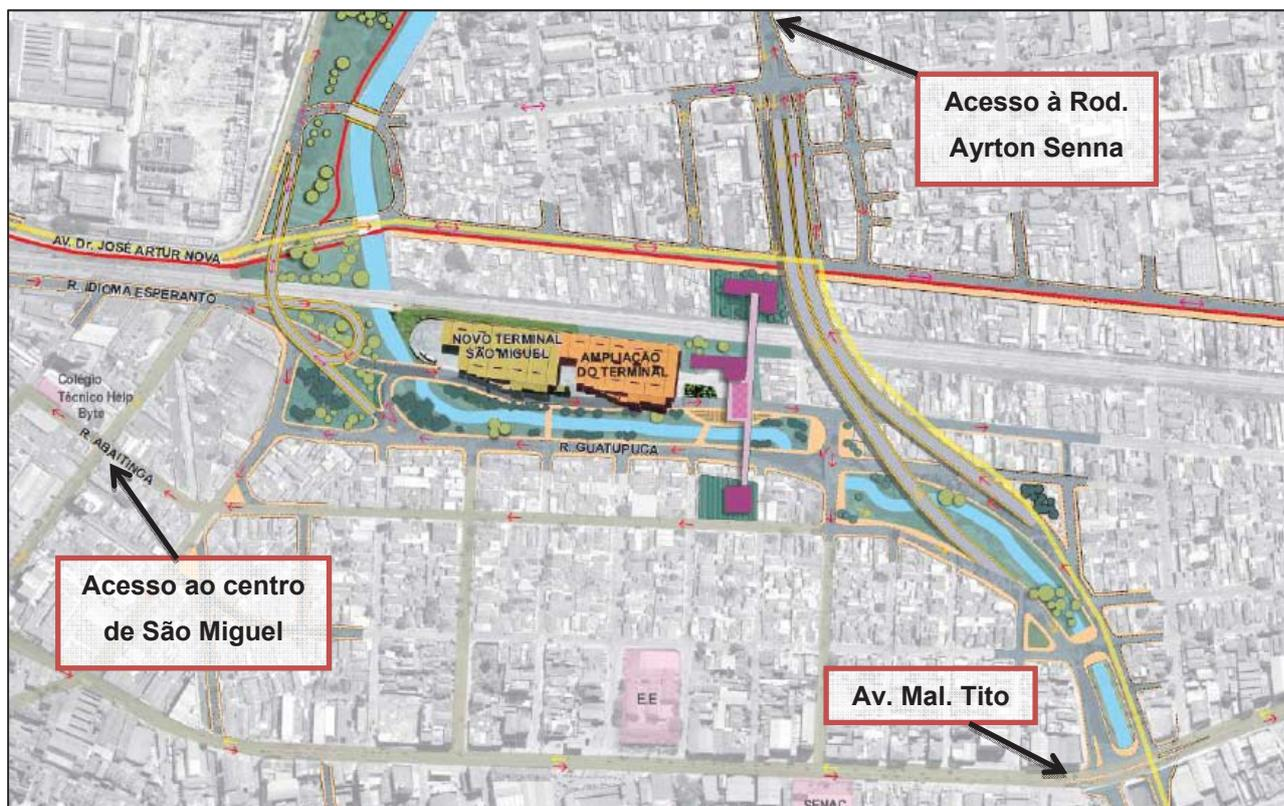 Acesso à Rod.
Ayrton Senna
AV. Dr. JOSÉ ARTUR NOVA
R. IDIOMA ESPERANTO
NOVO TERMINAL
SÃO MIGUEL
AMPLIAÇÃO
DO TERMINAL
Colégio
Técnico Help
Byte
R. ABAITINGA
R. GUATUPUCA
Acesso ao centro
de São Miguel
E.E
Av. Mal. Tito
SENAC